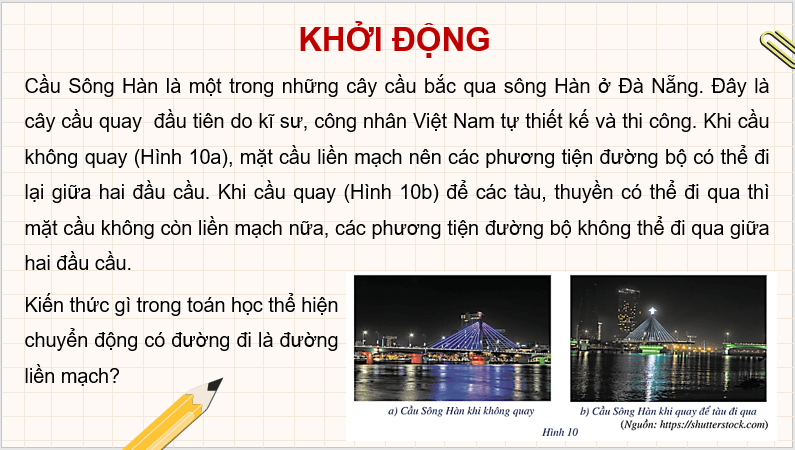 KHỞI ĐỘNG
Cầu Sông Hàn là một trong những cây cầu bắc qua sông Hàn ở Đà Nẵng. Đây là
cây cầu quay đầu tiên do kĩ sư, công nhân Việt Nam tự thiết kế và thi công. Khi cầu
không quay (Hình 10a), mặt cầu liền mạch nên các phương tiện đường bộ có thể đi
lại giữa hai đầu cầu. Khi cầu quay (Hình 10b) để các tàu, thuyền có thể đi qua thì
mặt cầu không còn liền mạch nữa, các phương tiện đường bộ không thể đi qua giữa
hai đầu cầu.
Kiến thức gì trong toán học thể hiện
chuyển động có đường đi là đường
liền mạch?
a) Cầu Sông Hàn khi không quay
b) Cầu Sông Hàn khi quay để tàu đi qua
(Nguồn: https://shutterstock.com)
Hình 10